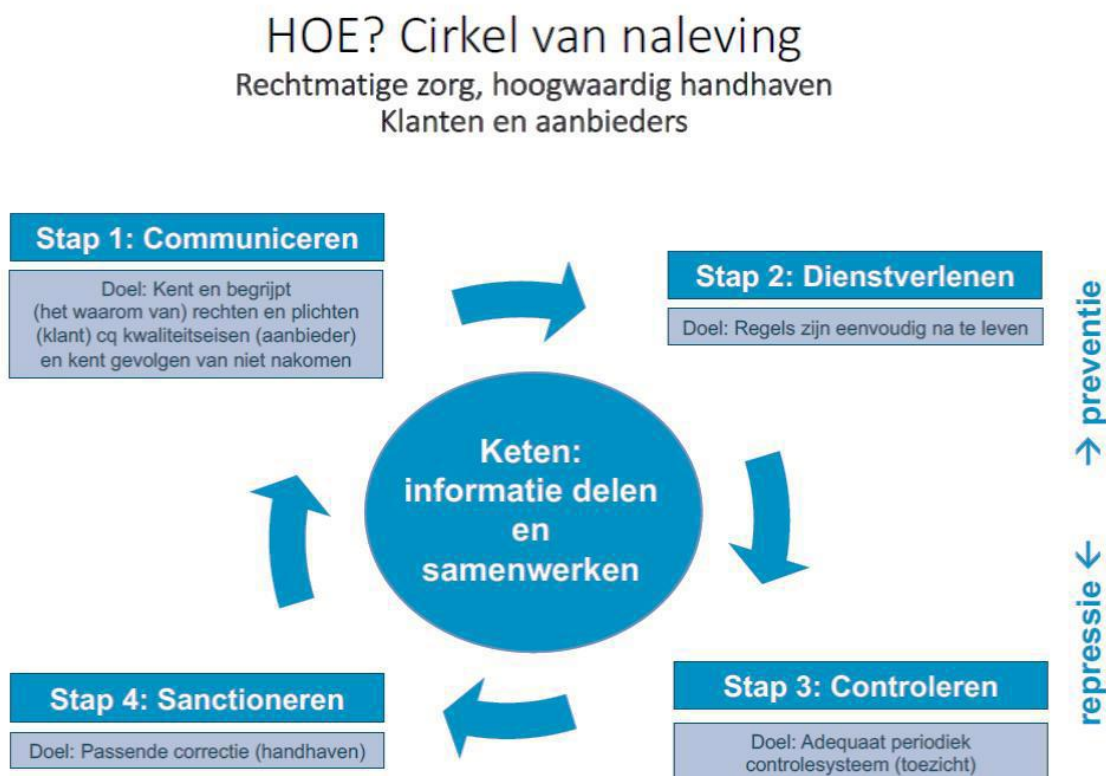 HOE? Cirkel van naleving
Rechtmatige zorg, hoogwaardig handhaven
Klanten en aanbieders
Stap 1: Communiceren
Doel: Kent en begrijpt
(het waarom van) rechten en plichten
(klant) cq kwaliteitseisen (aanbieder)
en kent gevolgen van niet nakomen
Stap 2: Dienstverlenen
Doel: Regels zijn eenvoudig na te leven
→ preventie
Keten:
informatie delen
en
samenwerken
repressie ←
Stap 4: Sanctioneren
Doel: Passende correctie (handhaven)
Stap 3: Controleren
Doel: Adequaat periodiek
controlesysteem (toezicht)